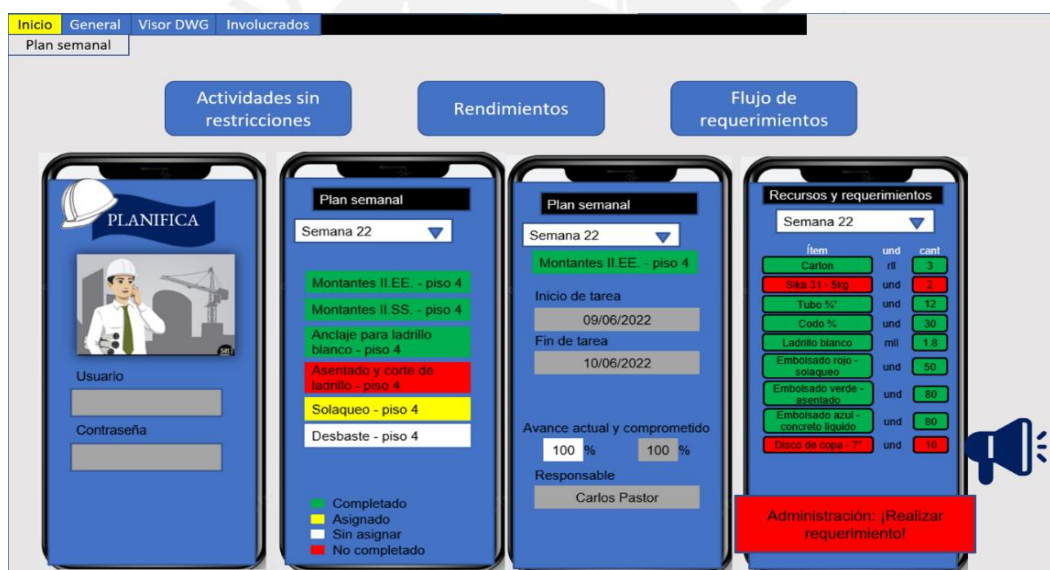 Inicio General Visor DWG Involucrados
Plan semanal
Actividades sin
restricciones
Rendimientos
Flujo de
requerimientos
PLANIFICA
Usuario
Contraseña
Plan semanal
Semana 22
Montantes II.EE. - piso 4
Montantes II.SS. - piso 4
Anclaje para ladrillo
blanco - piso 4
Asentado y corte de
ladrillo - piso 4
Solaqueo - piso 4
Desbaste - piso 4
Completado
Asignado
Sin asignar
No completado
Plan semanal
Semana 22
Montantes II.EE. - piso 4
Inicio de tarea
09/06/2022
Fin de tarea
10/06/2022
Avance actual y comprometido
100 % 100 %
Responsable
Carlos Pastor
Recursos y requerimientos
Semana 22
Ítem und cant
Carton rll 3
Sika 31 - 5kg und 2
Tubo ¾" und 12
Codo ¾ und 30
Ladrillo blanco mll 1.8
Embolsado rojo -
solaqueo und 50
Embolsado verde -
asentado und 80
Embolsado azul -
concreto liquido und 80
Disco de copa - 7" und 10
Administración: ¡Realizar
requerimiento!